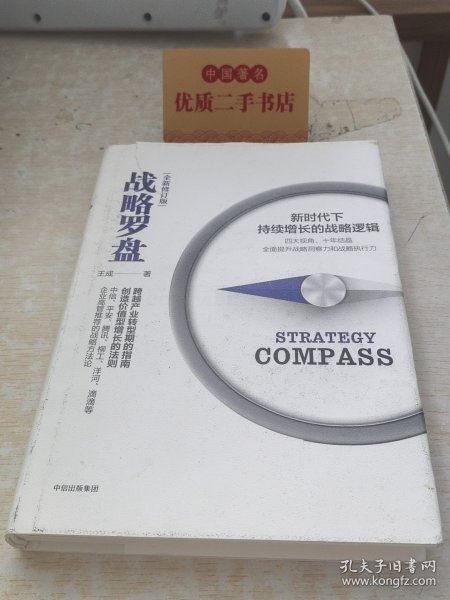 中国著名
优质二手书店
战略罗盘
[全新修订版]
王成——著
新时代下
持续增长的战略逻辑
四大视角、十年结晶
全面提升战略洞察力和战略执行力
STRATEGY
COMPASS
跨越产业转型期的指南
创造价值型增长的法则
中信、平安、腾讯、柳工、洋河、滴滴等
企业高管推荐的战略方法论
中信出版集团
孔夫子旧书网
www.kongfz.com